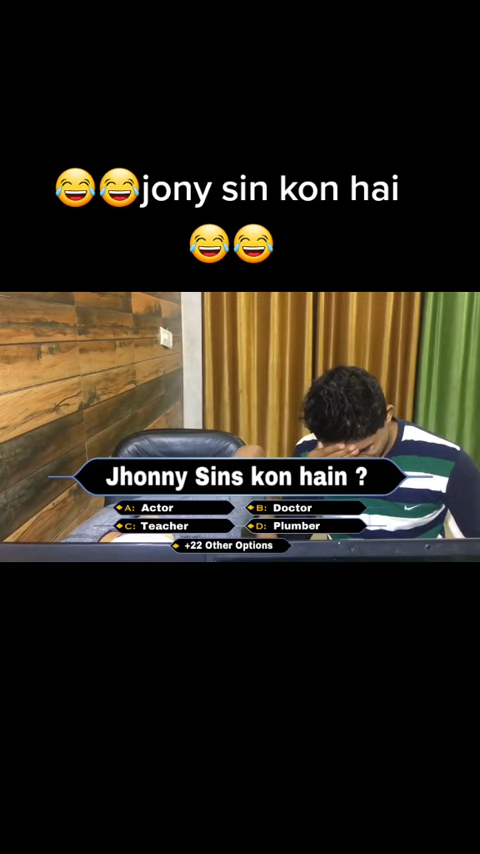 😂😂jony sin kon hai
😂😂
Jhonny Sins kon hain ?
A: Actor
B: Doctor
C: Teacher
D: Plumber
+22 Other Options